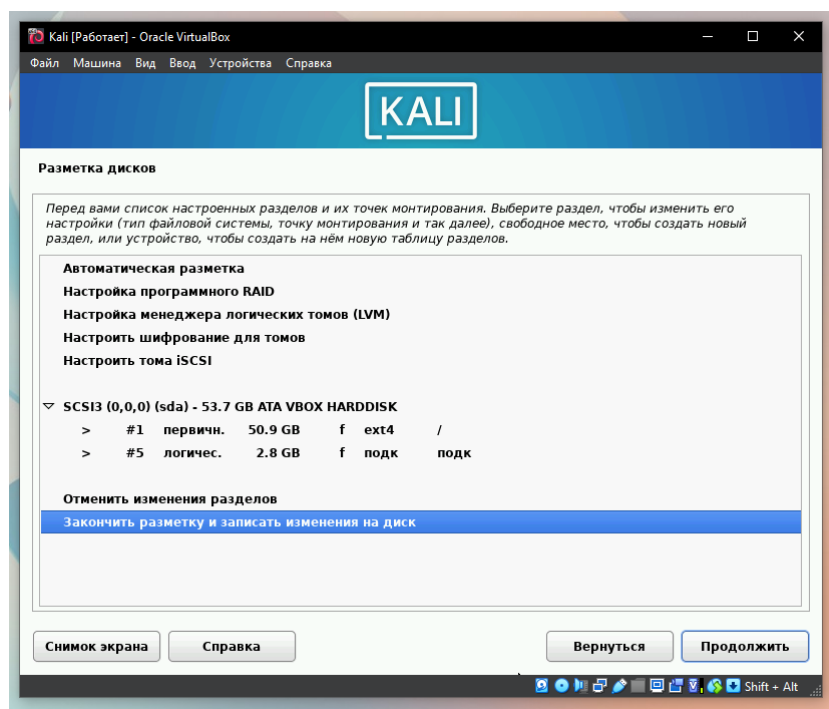 Kali [Работает] - Oracle VirtualBox
Файл Машина Вид Ввод Устройства Справка
KALI
Разметка дисков
Перед вами список настроенных разделов и их точек монтирования. Выберите раздел, чтобы изменить его
настройки (тип файловой системы, точку монтирования и так далее), свободное место, чтобы создать новый
раздел, или устройство, чтобы создать на нём новую таблицу разделов.
Автоматическая разметка
Настройка программного RAID
Настройка менеджера логических томов (LVM)
Настроить шифрование для томов
Настроить тома iSCSI
SCSI3 (0,0,0) (sda) - 53.7 GB ATA VBOX HARDDISK
> #1 первичн. 50.9 GB f ext4 /
> #5 логичес. 2.8 GB f подк подк
Отменить изменения разделов
Закончить разметку и записать изменения на диск
Снимок экрана Справка Вернуться Продолжить
Shift + Alt